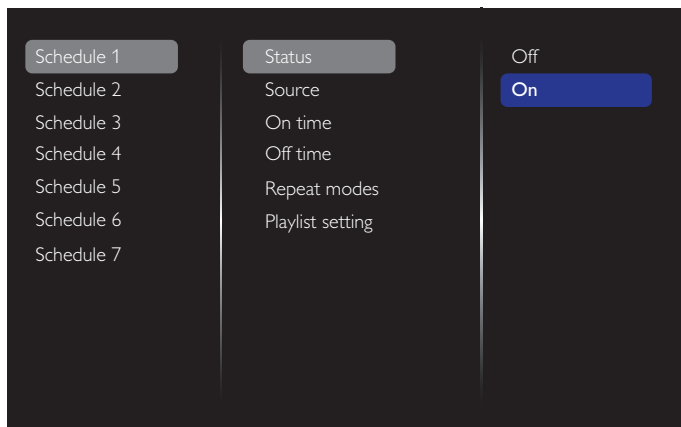 Schedule 1
Schedule 2
Schedule 3
Schedule 4
Schedule 5
Schedule 6
Schedule 7
Status
Source
On time
Off time
Repeat modes
Playlist setting
Off
On